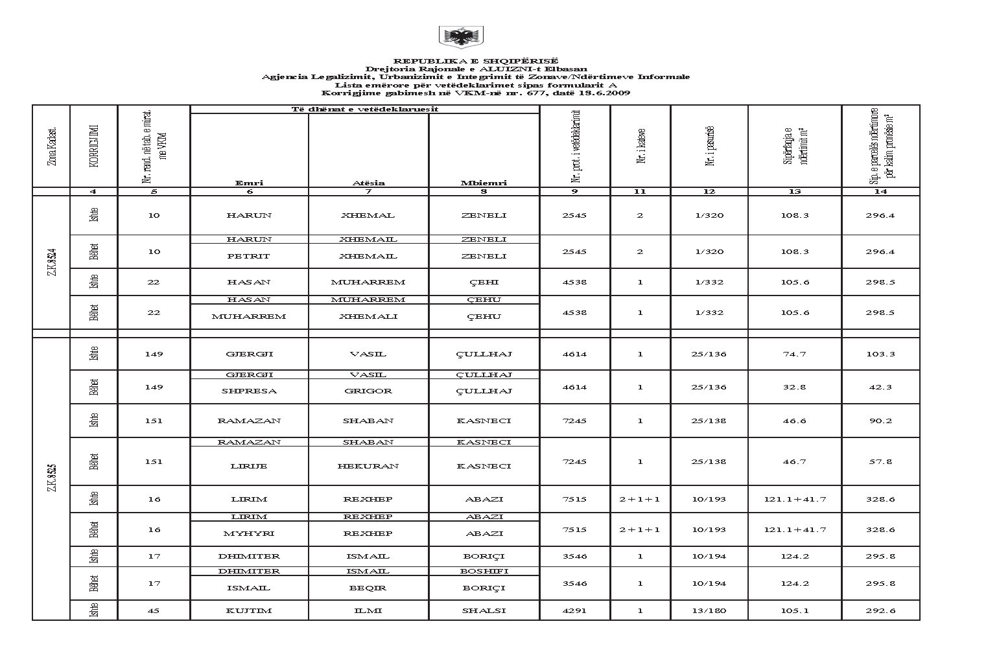 REPUBLIKA E SHQIPËRISË
Drejtoria Rajonale e ALUIZNI-t Elbasan
Agjencia Legalizimit, Urbanizimit e Integrimit të Zonave/Ndërtimeve Informale
Lista emërore për vetëdeklarimet sipas formularit A
Korrigjime gabimesh në VKM-në nr. 677, datë 18.6.2009
Zona Kadast.
KORRIGJIMI
Nr. rend. në tab. e mirat.
me VKM
Të dhënat e vetëdeklaruesit
Emri Atësia Mbiemri
Nr. prot. i vetëdeklarimit
Nr. i kateve
Nr. i pasurisë
Sipërfaqja e
ndërtimit m²
Sip. e parcelës ndërtimore
për kalim pronësie m²
4 5 6 7 8 9 11 12 13 14
Z.K.8524
Ishte 10 HARUN XHEMAL ZENELI 2545 2 1/320 108.3 296.4
HARUN XHEMAIL ZENELI
Bëhet 10 PETRIT XHEMAIL ZENELI 2545 2 1/320 108.3 296.4
Ishte 22 HASAN MUHARREM ÇEHI 4538 1 1/332 105.6 298.5
HASAN MUHARREM ÇEHU
Bëhet 22 MUHARREM XHEMALI ÇEHU 4538 1 1/332 105.6 298.5
Z.K.8525
Ishte 149 GJERGJI VASIL ÇULLHAJ 4614 1 25/136 74.7 103.3
GJERGJI VASIL ÇULLHAJ
Bëhet 149 SHPRESA GRIGOR ÇULLHAJ 4614 1 25/136 32.8 42.3
Ishte 151 RAMAZAN SHABAN KASNECI 7245 1 25/138 46.6 90.2
RAMAZAN SHABAN KASNECI
Bëhet 151 LIRIJE HEKURAN KASNECI 7245 1 25/138 46.7 57.8
Ishte 16 LIRIM REXHEP ABAZI 7515 2+1+1 10/193 121.1+41.7 328.6
LIRIM REXHEP ABAZI
Bëhet 16 MYHYRI REXHEP ABAZI 7515 2+1+1 10/193 121.1+41.7 328.6
Ishte 17 DHIMITER ISMAIL BORIÇI 3546 1 10/194 124.2 295.8
DHIMITER ISMAIL BOSHIFI
Bëhet 17 ISMAIL BEQIR BORIÇI 3546 1 10/194 124.2 295.8
Ishte 45 KUJTIM ILMI SHALSI 4291 1 13/180 105.1 292.6